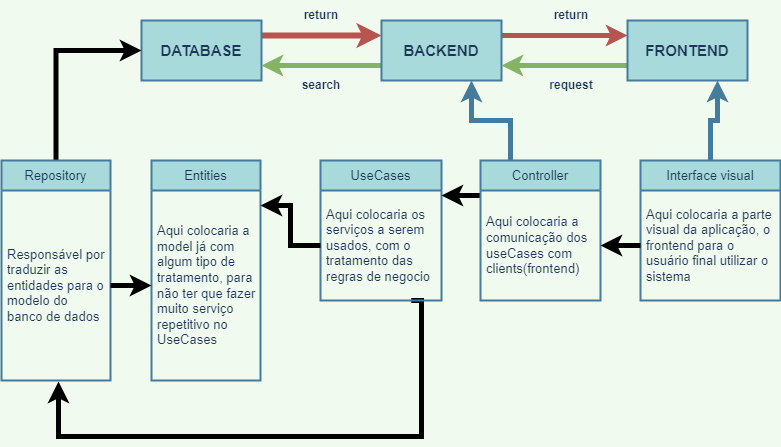 return
return
DATABASE
BACKEND
FRONTEND
search
request
Repository
Responsável por
traduzir as
entidades para o
modelo do
banco de dados
Entities
Aqui colocaria a
model já com
algum tipo de
tratamento, para
não ter que fazer
muito serviço
repetitivo no
UseCases
UseCases
Aqui colocaria os
serviços a serem
usados, com o
tratamento das
regras de negocio
Controller
Aqui colocaria a
comunicação dos
useCases com
clients(frontend)
Interface visual
Aqui colocaria a parte
visual da aplicação, o
frontend para o
usuário final utilizar o
sistema